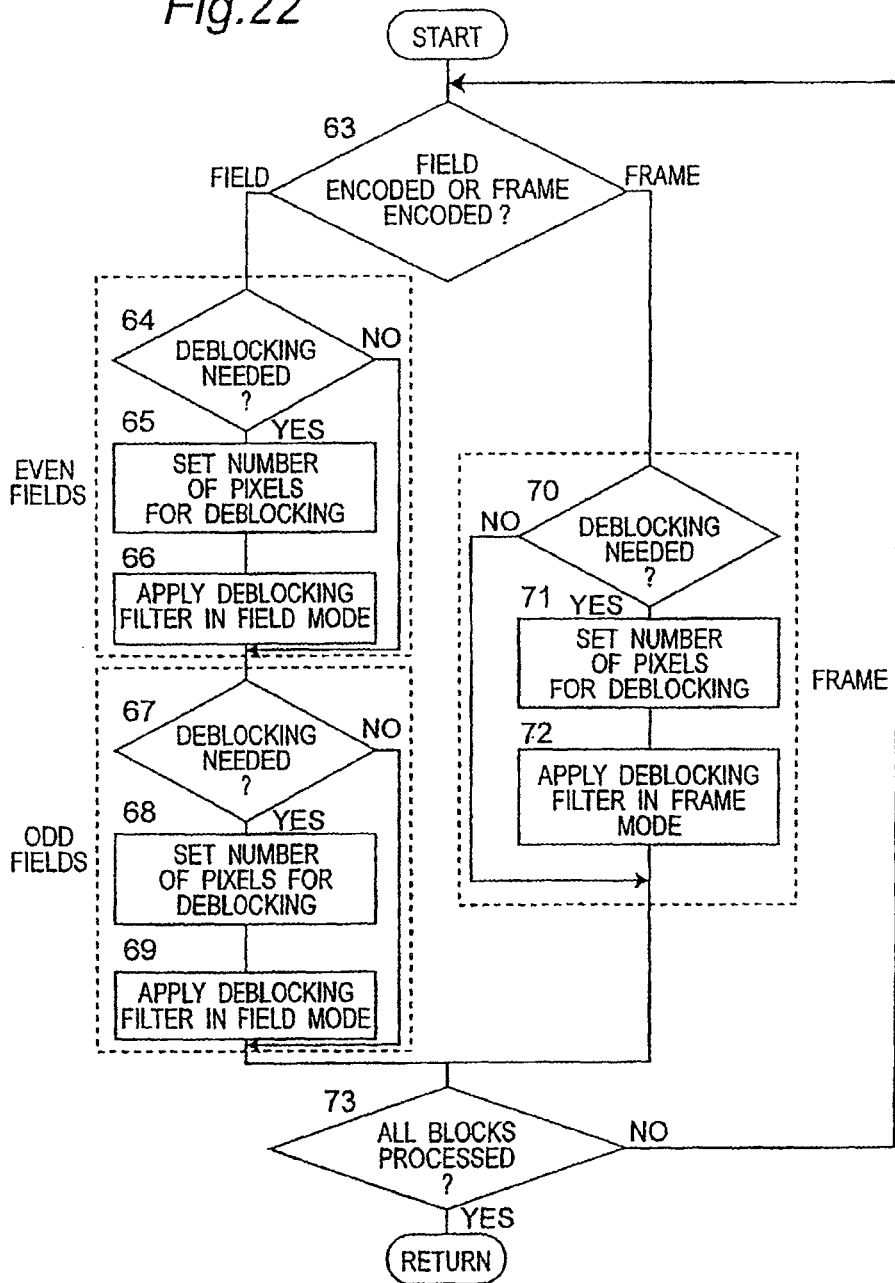 Fig.22
START
63
FIELD
ENCODED OR FRAME
ENCODED ?
FIELD
FRAME
64
DEBLOCKING
NEEDED
?
NO
YES
65
SET NUMBER
OF PIXELS
FOR DEBLOCKING
EVEN
FIELDS
66
APPLY DEBLOCKING
FILTER IN FIELD MODE
67
DEBLOCKING
NEEDED
?
NO
YES
68
SET NUMBER
OF PIXELS FOR
DEBLOCKING
ODD
FIELDS
69
APPLY DEBLOCKING
FILTER IN FIELD MODE
70
NO
DEBLOCKING
NEEDED
?
71
YES
SET NUMBER
OF PIXELS
FOR DEBLOCKING
FRAME
72
APPLY DEBLOCKING
FILTER IN FRAME
MODE
73
ALL BLOCKS
PROCESSED
?
NO
YES
RETURN